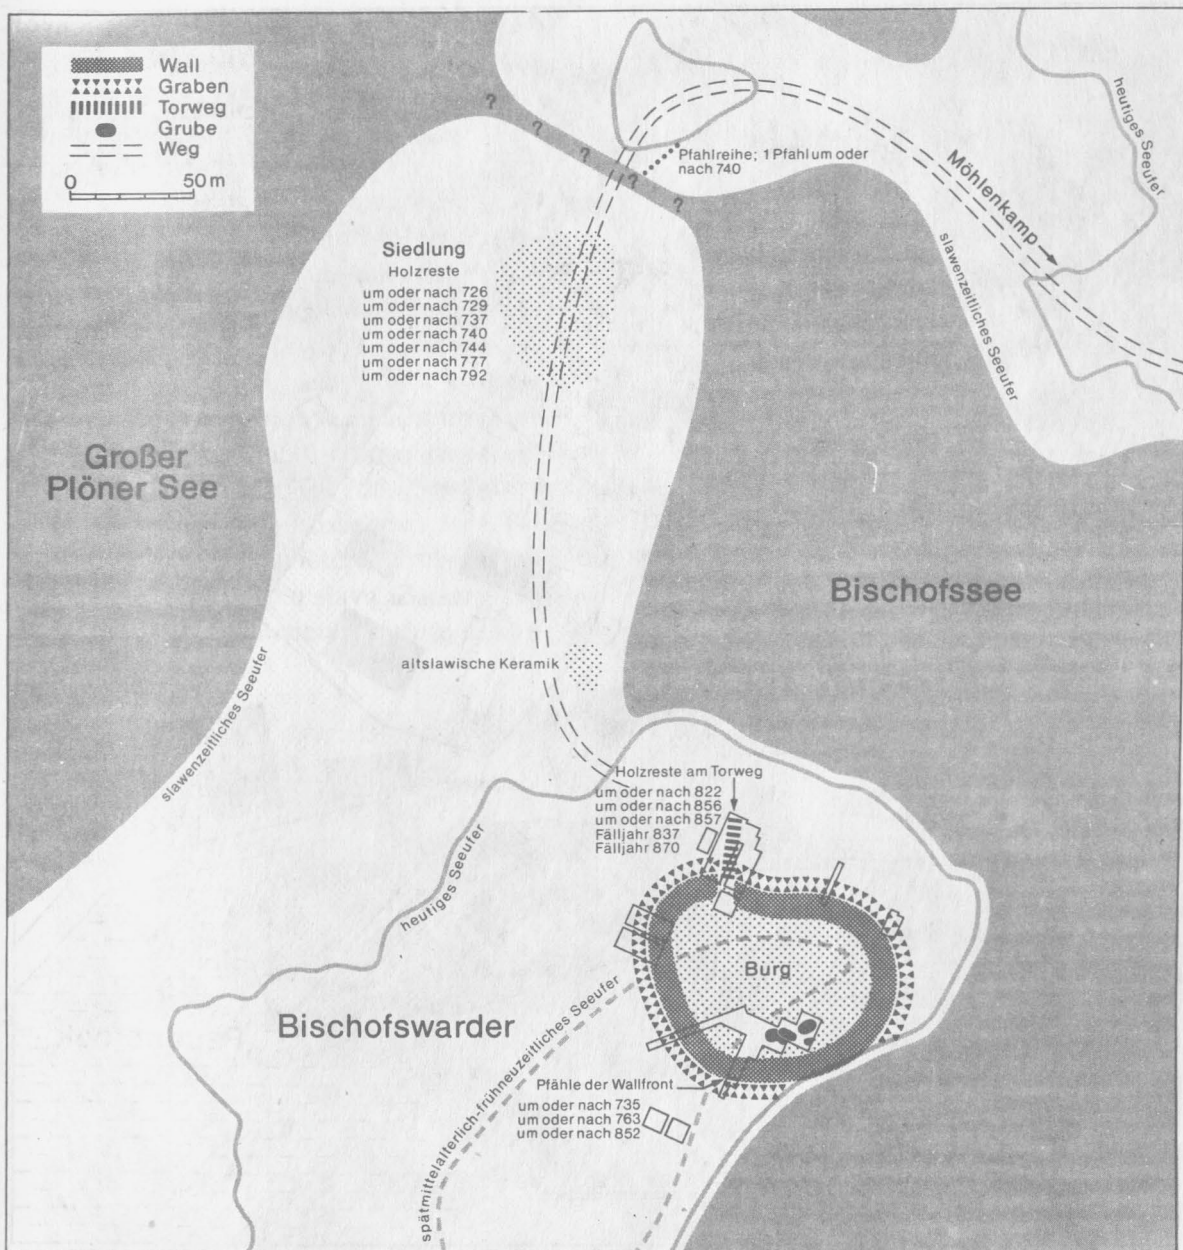 Wall
Graben
Torweg
Grube
Weg
0 50 m
?
?
?
?
?
Pfahlreihe; 1 Pfahl um oder
nach 740
heutiges Seeufer
Möhlenkamp
slawenzeitliches Seeufer
Siedlung
Holzreste
um oder nach 726
um oder nach 729
um oder nach 737
um oder nach 740
um oder nach 744
um oder nach 777
um oder nach 792
Großer
Plöner See
Bischofssee
altslawische Keramik
slawenzeitliches Seeufer
Holzreste am Torweg
um oder nach 822
um oder nach 856
um oder nach 857
Fälljahr 837
Fälljahr 870
heutiges Seeufer
Burg
Bischofswarder
spätmittelalterlich-frühneuzeitliches Seeufer
Pfähle der Wallfront
um oder nach 735
um oder nach 763
um oder nach 852